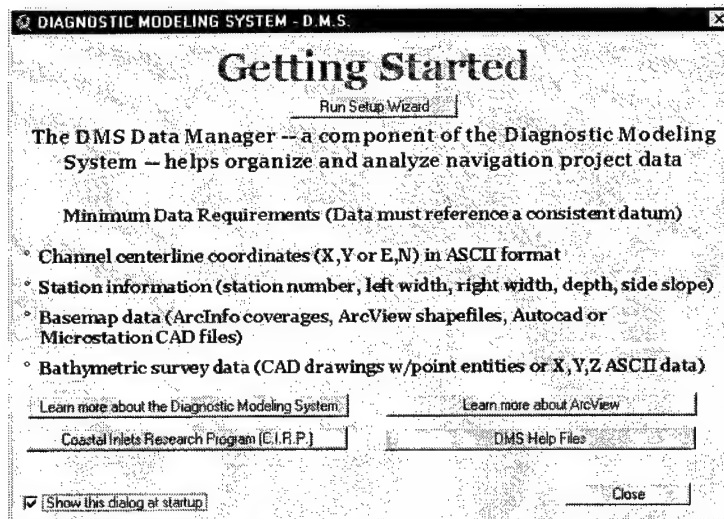 DIAGNOSTIC MODELING SYSTEM - D.M.S.
Getting Started
Run Setup Wizard
The DMS Data Manager -- a component of the Diagnostic Modeling
System -- helps organize and analyze navigation project data
Minimum Data Requirements (Data must reference a consistent datum)
° Channel centerline coordinates (X,Y or E,N) in ASCII format
° Station information (station number, left width, right width, depth, side slope)
° Basemap data (ArcInfo coverages, ArcView shapefiles, Autocad or
Microstation CAD files)
° Bathymetric survey data (CAD drawings w/point entities or X,Y,Z ASCII data)
Learn more about the Diagnostic Modeling System
Learn more about ArcView
Coastal Inlets Research Program (C.I.R.P.)
DMS Help Files
Show this dialog at startup
Close